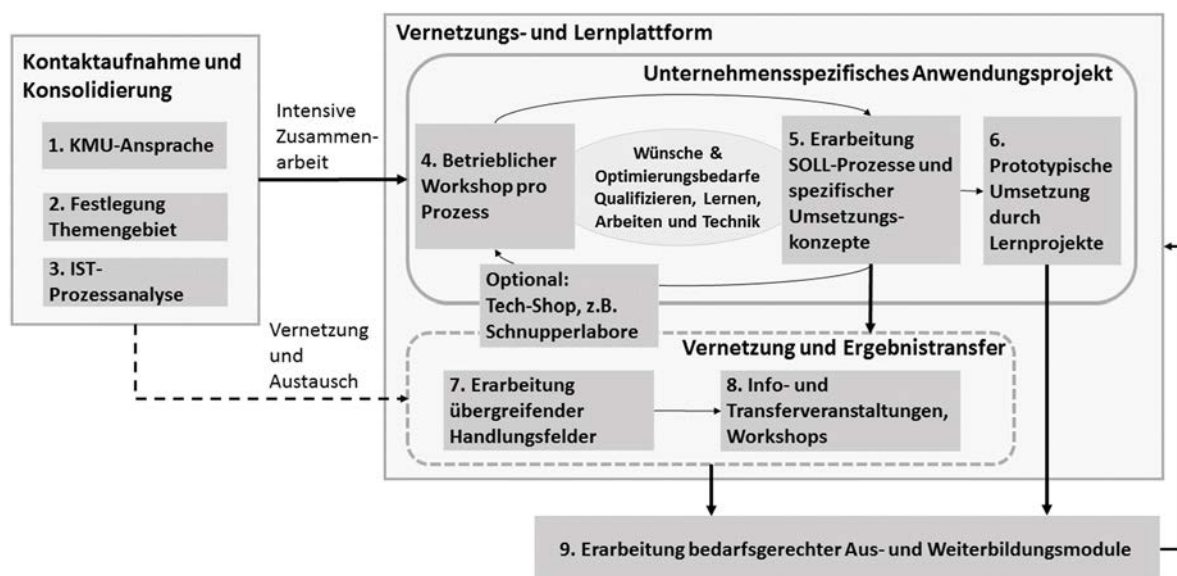 Kontaktaufnahme und
Konsolidierung
1. KMU-Ansprache
2. Festlegung
Themengebiet
3. IST-
Prozessanalyse
Intensive
Zusammen-
arbeit
Vernetzung
und
Austausch
Vernetzungs- und Lernplattform
Unternehmensspezifisches Anwendungsprojekt
4. Betrieblicher
Workshop pro
Prozess
Wünsche &
Optimierungsbedarfe
Qualifizieren, Lernen,
Arbeiten und Technik
5. Erarbeitung
SOLL-Prozesse und
spezifischer
Umsetzungs-
konzepte
6.
Prototypische
Umsetzung
durch
Lernprojekte
Optional:
Tech-Shop, z.B.
Schnupperlabore
Vernetzung und Ergebnistransfer
7. Erarbeitung
übergreifender
Handlungsfelder
8. Info- und
Transferveranstaltungen,
Workshops
9. Erarbeitung bedarfsgerechter Aus- und Weiterbildungsmodule